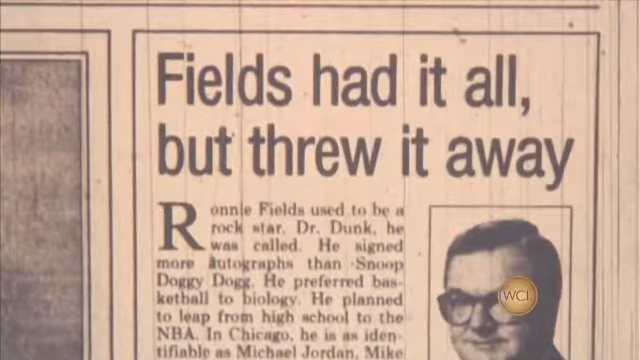 Fields had it all,
but threw it away
Ronnie Fields used to be a
rock star. Dr. Dunk, he
was called. He signed
more autographs than Snoop
Doggy Dogg. He preferred bas-
ketball to biology. He planned
to leap from high school to the
NBA. In Chicago, he is as iden-
tifiable as Michael Jordan, Mike
WCI